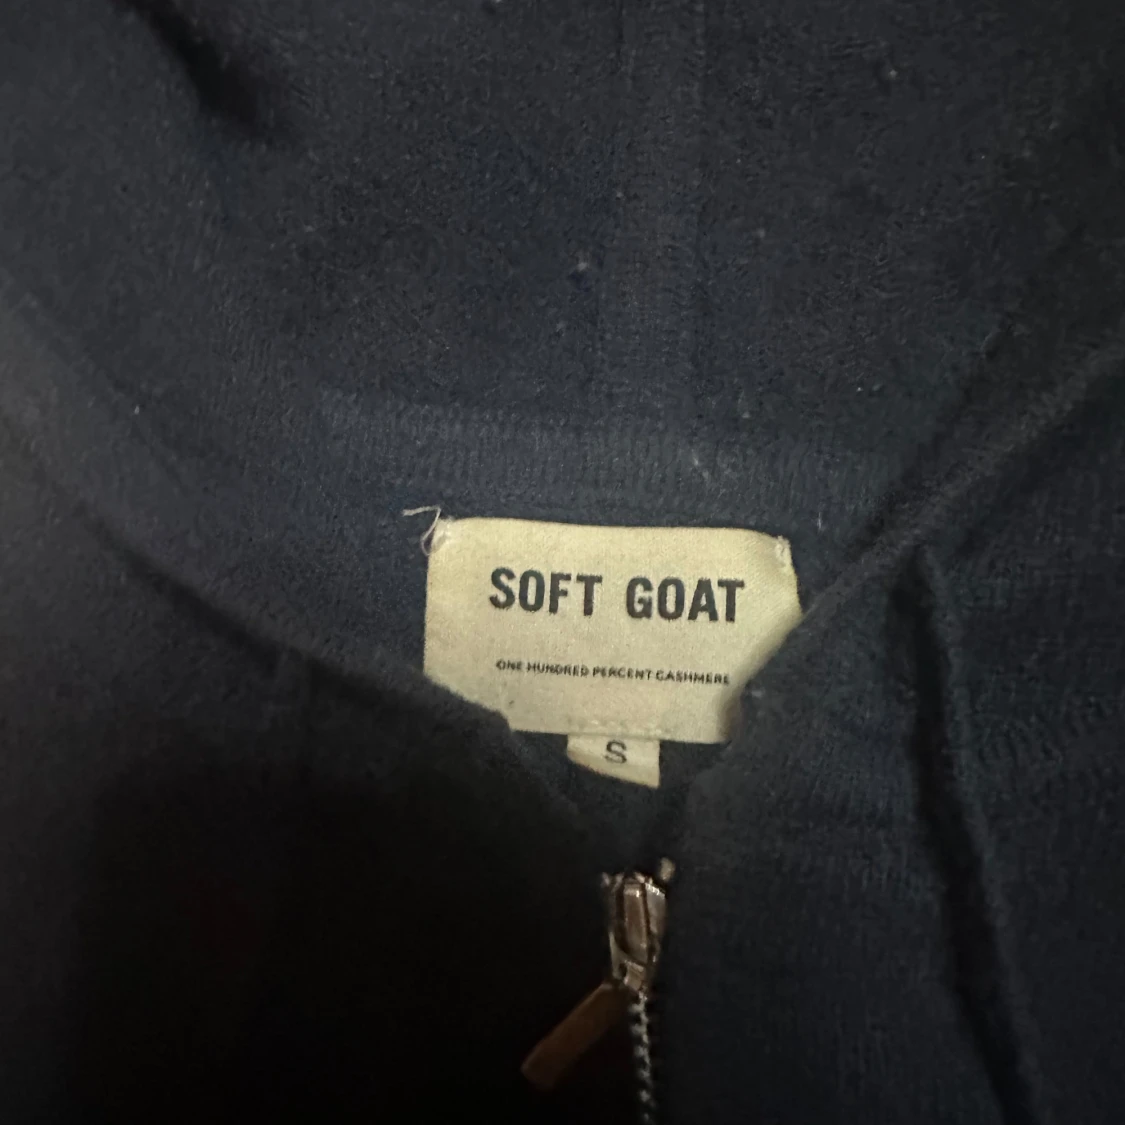 SOFT GOAT
ONE HUNDRED PERCENT CASHMERE
S